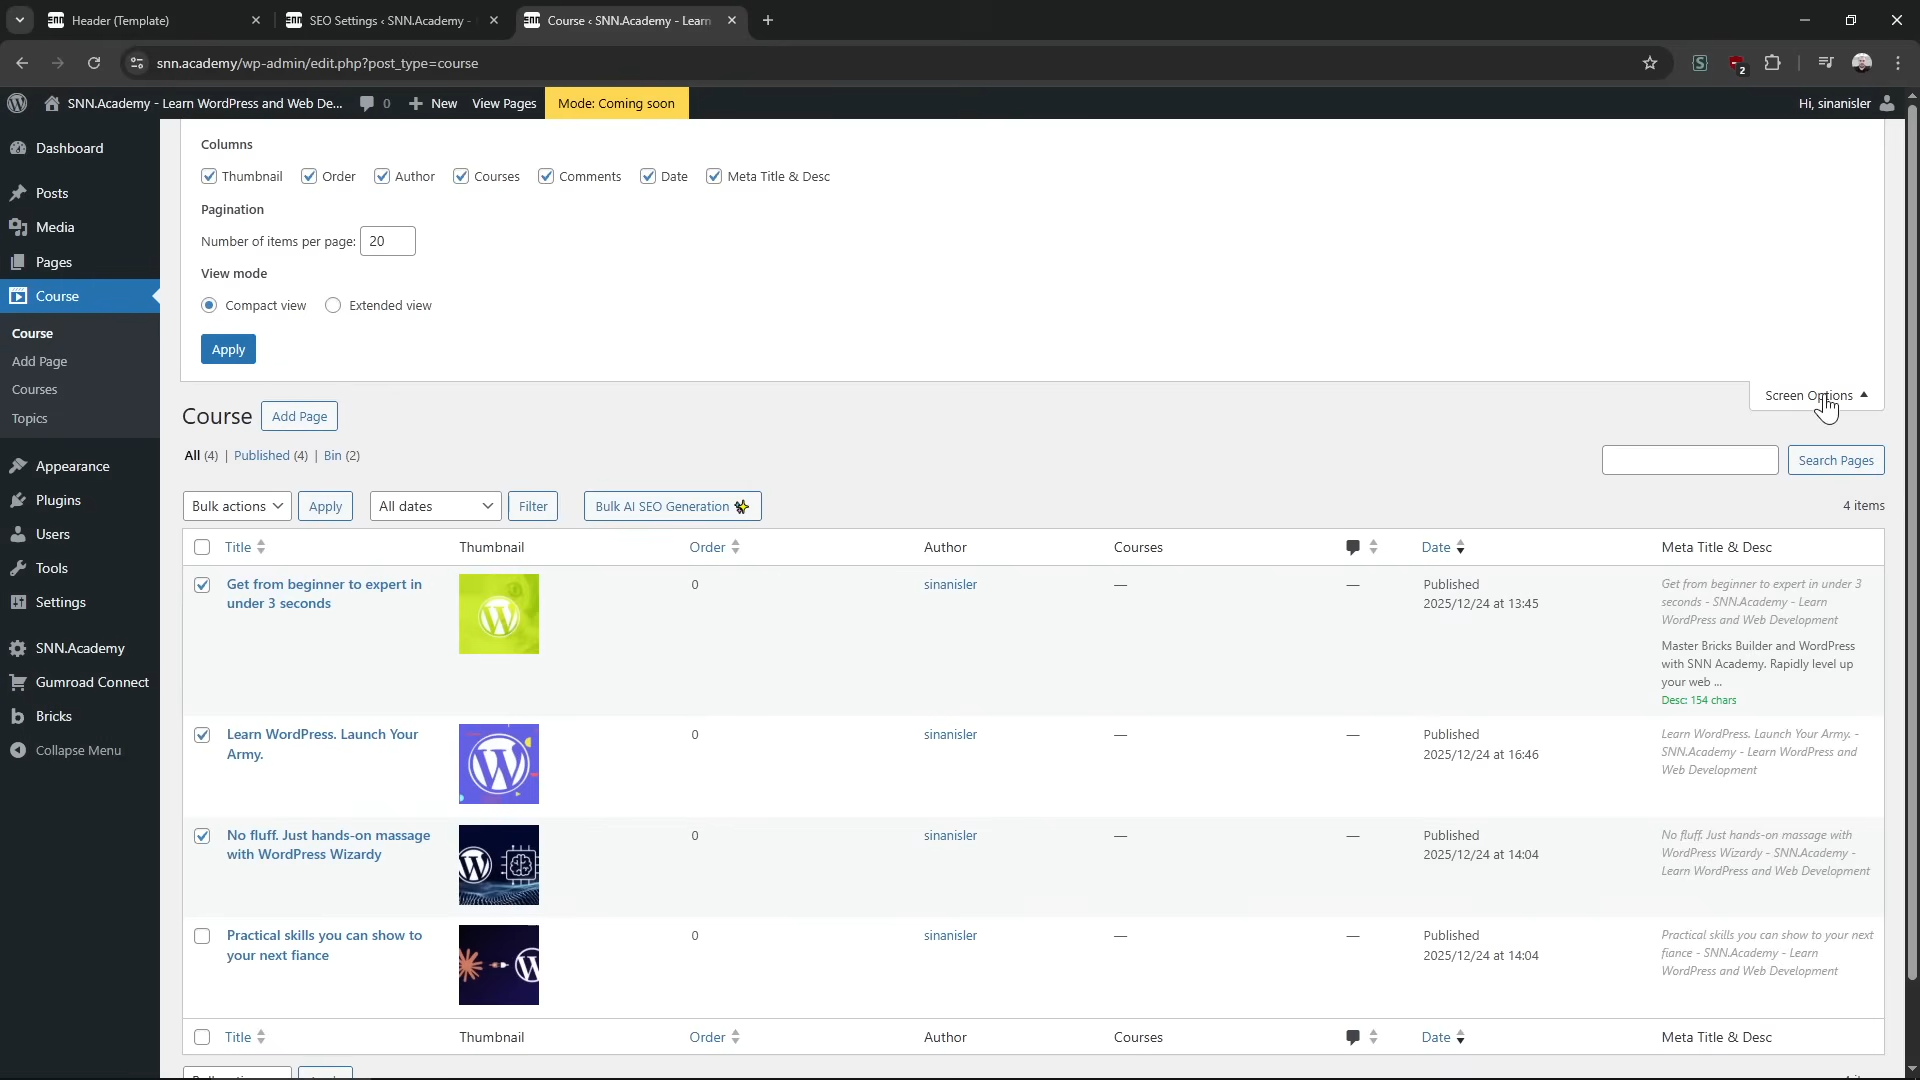 Header (Template)
SEO Settings ‹ SNN.Academy -
Course ‹ SNN.Academy - Learn
snn.academy/wp-admin/edit.php?post_type=course
2
SNN.Academy - Learn WordPress and Web De...
0
New
View Pages
Mode: Coming soon
Hi, sinanisler
Dashboard
Posts
Media
Pages
Course
Course
Add Page
Courses
Topics
Appearance
Plugins
Users
Tools
Settings
SNN.Academy
Gumroad Connect
Bricks
Collapse Menu
Columns
Thumbnail Order Author Courses Comments Date Meta Title & Desc
Pagination
Number of items per page: 20
View mode
Compact view Extended view
Apply
Screen Options
Course Add Page
All (4) | Published (4) | Bin (2)
Search Pages
Bulk actions Apply All dates Filter Bulk AI SEO Generation 4 items
Title Thumbnail Order Author Courses Date Meta Title & Desc
Get from beginner to expert in
under 3 seconds
0
sinanisler
—
—
Published
2025/12/24 at 13:45
Get from beginner to expert in under 3
seconds - SNN.Academy - Learn
WordPress and Web Development
Master Bricks Builder and WordPress
with SNN Academy. Rapidly level up
your web ...
Desc: 154 chars
Learn WordPress. Launch Your
Army.
0
sinanisler
—
—
Published
2025/12/24 at 16:46
Learn WordPress. Launch Your Army. -
SNN.Academy - Learn WordPress and
Web Development
No fluff. Just hands-on massage
with WordPress Wizardy
0
sinanisler
—
—
Published
2025/12/24 at 14:04
No fluff. Just hands-on massage with
WordPress Wizardy - SNN.Academy -
Learn WordPress and Web Development
Practical skills you can show to
your next fiance
0
sinanisler
—
—
Published
2025/12/24 at 14:04
Practical skills you can show to your next
fiance - SNN.Academy - Learn
WordPress and Web Development
Title Thumbnail Order Author Courses Date Meta Title & Desc